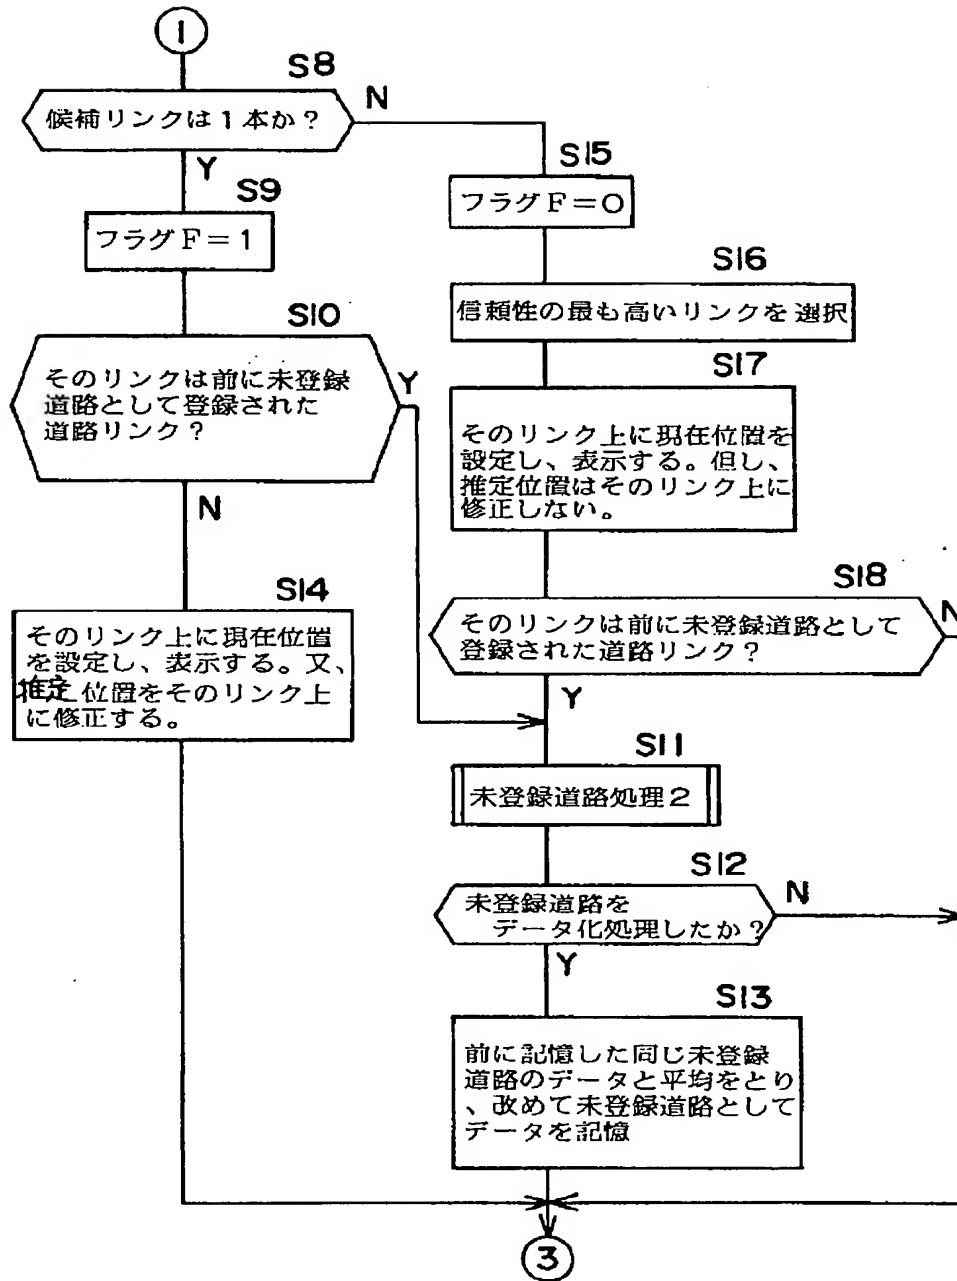 1
S8
候補リンクは1本か?
N
Y
S9
フラグF=1
S10
そのリンクは前に未登録
道路として登録された
道路リンク?
Y
N
S14
そのリンク上に現在位置
を設定し、表示する。又、
推定位置をそのリンク上
に修正する。
S15
フラグF=0
S16
信頼性の最も高いリンクを選択
S17
そのリンク上に現在位置を
設定し、表示する。但し、
推定位置はそのリンク上に
修正しない。
S18
そのリンクは前に未登録道路として
登録された道路リンク?
N
Y
S11
未登録道路処理2
S12
未登録道路を
データ化処理したか?
N
Y
S13
前に記憶した同じ未登録
道路のデータと平均をとり
、改めて未登録道路として
データを記憶
3